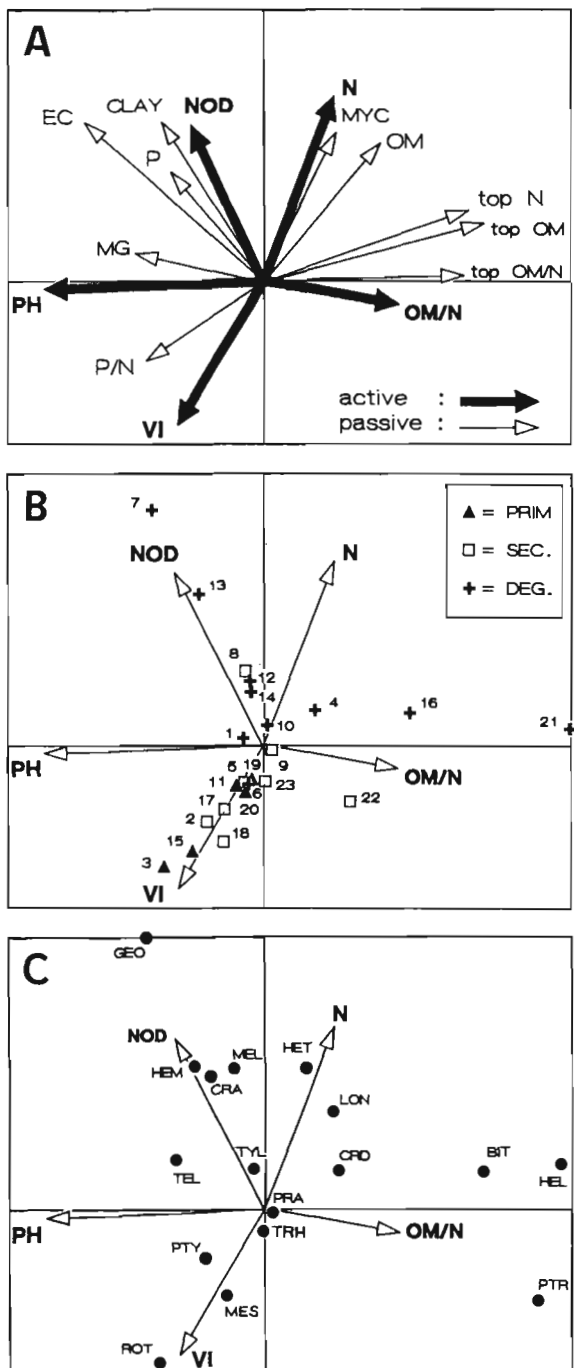 A
EC
CLAY
NOD
N
MYC
P
OM
MG
top N
top OM
top OM/N
PH
OM/N
P/N
VI
active :
passive :
B
7
NOD
N
▲ = PRIM
□ = SEC.
+ = DEG.
13
8
12
14
4
16
21
10
1
PH
OM/N
5
19
9
11
6
23
22
17
20
2
18
15
3
VI
C
GEO
NOD
N
HEM
MEL
CRA
HET
LON
TEL
TYL
CRD
BIT
HEL
PRA
PH
TRH
OM/N
PTY
MES
PTR
ROT
VI